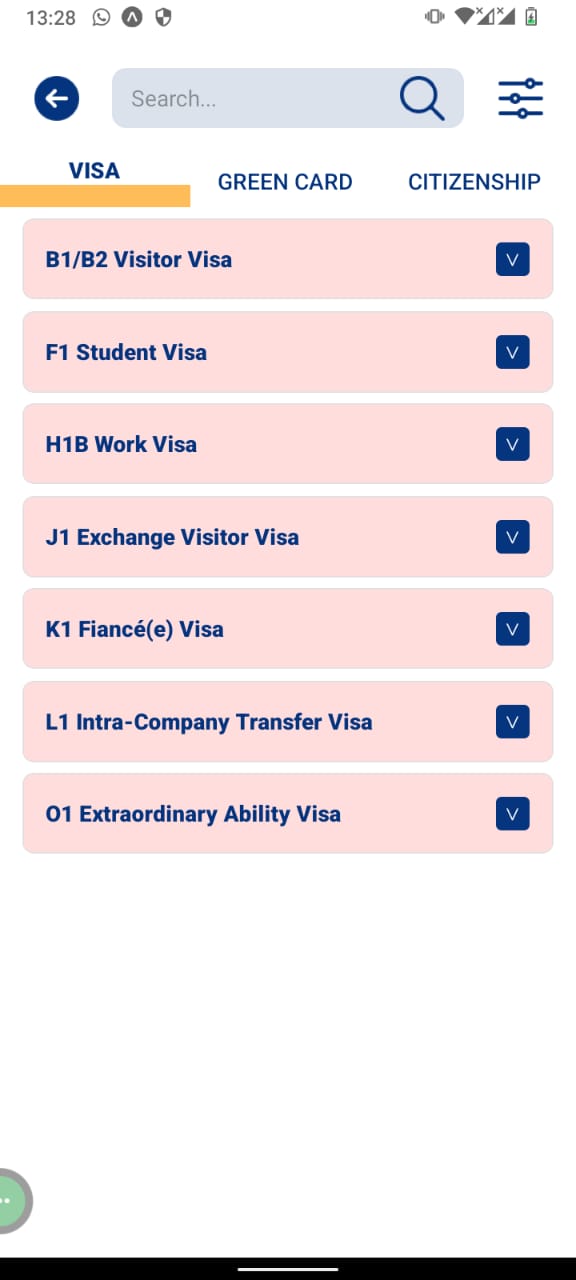 13:28
Search...
VISA
GREEN CARD
CITIZENSHIP
B1/B2 Visitor Visa
F1 Student Visa
H1B Work Visa
J1 Exchange Visitor Visa
K1 Fiancé(e) Visa
L1 Intra-Company Transfer Visa
O1 Extraordinary Ability Visa